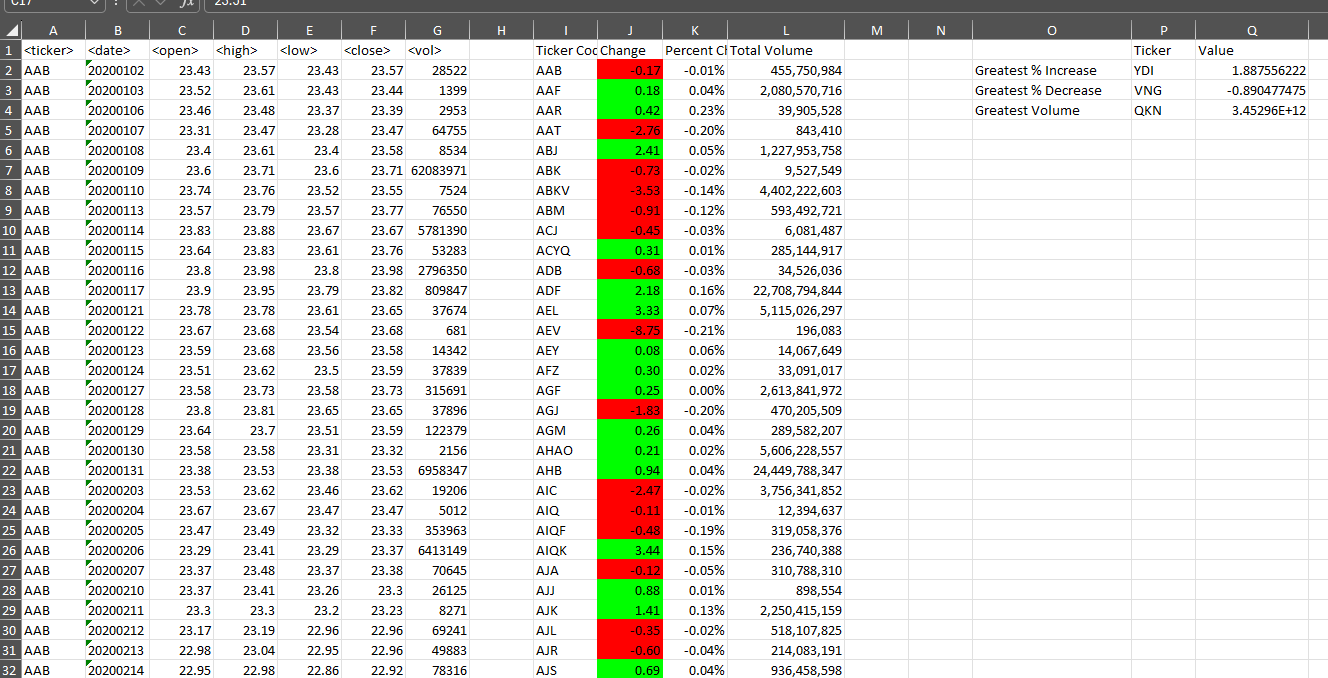 C17 fx 23.51
A B C D E F G H I J K L M N O P Q
1 <ticker> <date> <open> <high> <low> <close> <vol> Ticker Coc Change Percent Cl Total Volume Ticker Value
2 AAB 20200102 23.43 23.57 23.43 23.57 28522 AAB -0.17 -0.01% 455,750,984 Greatest % Increase YDI 1.887556222
3 AAB 20200103 23.52 23.61 23.43 23.44 1399 AAF 0.18 0.04% 2,080,570,716 Greatest % Decrease VNG -0.890477475
4 AAB 20200106 23.46 23.48 23.37 23.39 2953 AAR 0.42 0.23% 39,905,528 Greatest Volume QKN 3.45296E+12
5 AAB 20200107 23.31 23.47 23.28 23.47 64755 AAT -2.76 -0.20% 843,410
6 AAB 20200108 23.4 23.61 23.4 23.58 8534 ABJ 2.41 0.05% 1,227,953,758
7 AAB 20200109 23.6 23.71 23.6 23.71 62083971 ABK -0.73 -0.02% 9,527,549
8 AAB 20200110 23.74 23.76 23.52 23.55 7524 ABKV -3.53 -0.14% 4,402,222,603
9 AAB 20200113 23.57 23.79 23.57 23.77 76550 ABM -0.91 -0.12% 593,492,721
10 AAB 20200114 23.83 23.88 23.67 23.67 5781390 ACJ -0.45 -0.03% 6,081,487
11 AAB 20200115 23.64 23.83 23.61 23.76 53283 ACYQ 0.31 0.01% 285,144,917
12 AAB 20200116 23.8 23.98 23.8 23.98 2796350 ADB -0.68 -0.03% 34,526,036
13 AAB 20200117 23.9 23.95 23.79 23.82 809847 ADF 2.18 0.16% 22,708,794,844
14 AAB 20200121 23.78 23.78 23.61 23.65 37674 AEL 3.33 0.07% 5,115,026,297
15 AAB 20200122 23.67 23.68 23.54 23.68 681 AEV -8.75 -0.21% 196,083
16 AAB 20200123 23.59 23.68 23.56 23.58 14342 AEY 0.08 0.06% 14,067,649
17 AAB 20200124 23.51 23.62 23.5 23.59 37839 AFZ 0.30 0.02% 33,091,017
18 AAB 20200127 23.58 23.73 23.58 23.73 315691 AGF 0.25 0.00% 2,613,841,972
19 AAB 20200128 23.8 23.81 23.65 23.65 37896 AGJ -1.83 -0.20% 470,205,509
20 AAB 20200129 23.64 23.7 23.51 23.59 122379 AGM 0.26 0.04% 289,582,207
21 AAB 20200130 23.58 23.58 23.31 23.32 2156 AHAO 0.21 0.02% 5,606,228,557
22 AAB 20200131 23.38 23.53 23.38 23.53 6958347 AHB 0.94 0.04% 24,449,788,347
23 AAB 20200203 23.53 23.62 23.46 23.62 19206 AIC -2.47 -0.02% 3,756,341,852
24 AAB 20200204 23.67 23.67 23.47 23.47 5012 AIQ -0.11 -0.01% 12,394,637
25 AAB 20200205 23.47 23.49 23.32 23.33 353963 AIQF -0.48 -0.19% 319,058,376
26 AAB 20200206 23.29 23.41 23.29 23.37 6413149 AIQK 3.44 0.15% 236,740,388
27 AAB 20200207 23.37 23.48 23.37 23.38 70645 AJA -0.12 -0.05% 310,788,310
28 AAB 20200210 23.37 23.41 23.26 23.3 26125 AJJ 0.88 0.01% 898,554
29 AAB 20200211 23.3 23.3 23.2 23.23 8271 AJK 1.41 0.13% 2,250,415,159
30 AAB 20200212 23.17 23.19 22.96 22.96 69241 AJL -0.35 -0.02% 518,107,825
31 AAB 20200213 22.98 23.04 22.95 22.96 49883 AJR -0.60 -0.04% 214,083,191
32 AAB 20200214 22.95 22.98 22.86 22.92 78316 AJS 0.69 0.04% 936,458,598